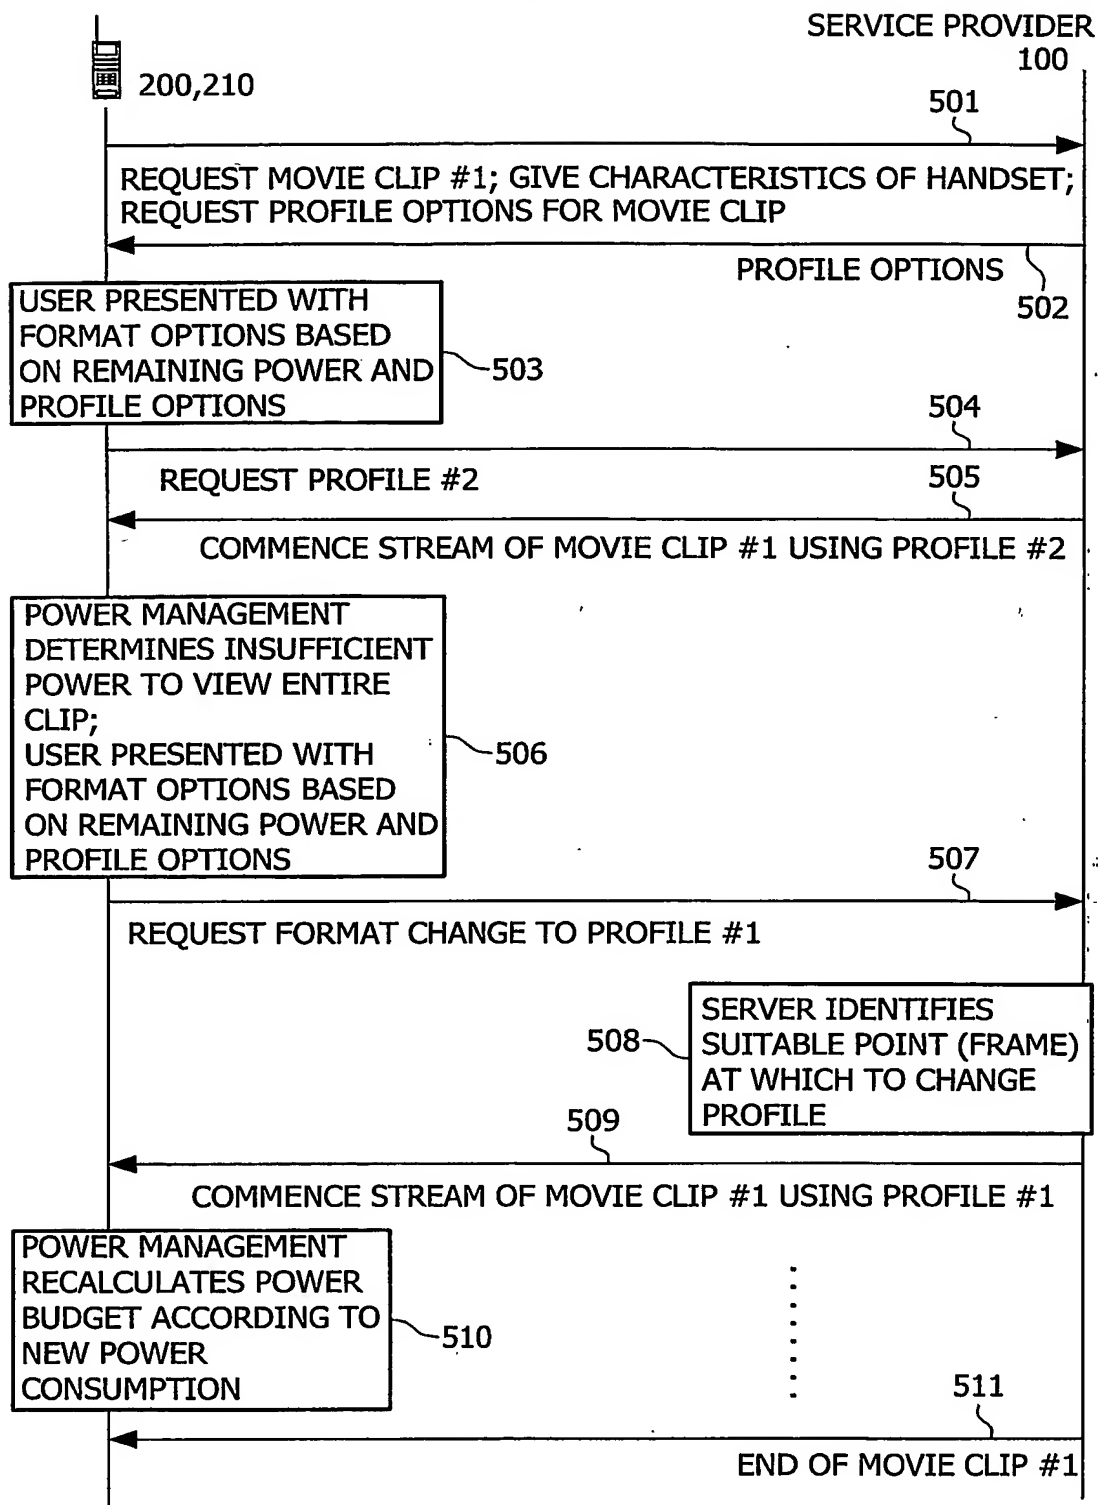 SERVICE PROVIDER
100
200,210
501
REQUEST MOVIE CLIP #1; GIVE CHARACTERISTICS OF HANDSET;
REQUEST PROFILE OPTIONS FOR MOVIE CLIP
PROFILE OPTIONS
502
USER PRESENTED WITH
FORMAT OPTIONS BASED
ON REMAINING POWER AND
PROFILE OPTIONS
503
504
REQUEST PROFILE #2
505
COMMENCE STREAM OF MOVIE CLIP #1 USING PROFILE #2
POWER MANAGEMENT
DETERMINES INSUFFICIENT
POWER TO VIEW ENTIRE
CLIP;
USER PRESENTED WITH
FORMAT OPTIONS BASED
ON REMAINING POWER AND
PROFILE OPTIONS
506
507
REQUEST FORMAT CHANGE TO PROFILE #1
SERVER IDENTIFIES
SUITABLE POINT (FRAME)
AT WHICH TO CHANGE
PROFILE
508
509
COMMENCE STREAM OF MOVIE CLIP #1 USING PROFILE #1
POWER MANAGEMENT
RECALCULATES POWER
BUDGET ACCORDING TO
NEW POWER
CONSUMPTION
510
511
END OF MOVIE CLIP #1